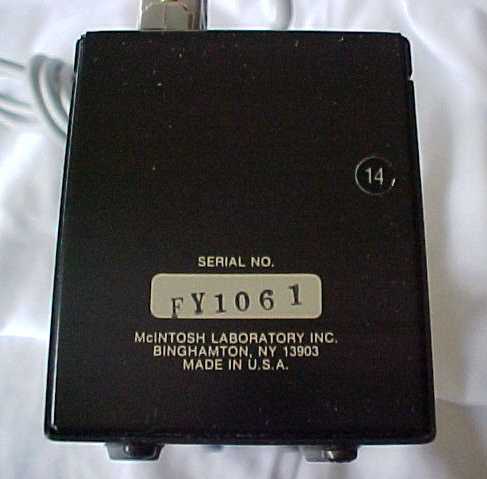 14
SERIAL NO.
FY1061
McINTOSH LABORATORY INC.
BINGHAMTON, NY 13903
MADE IN U.S.A.